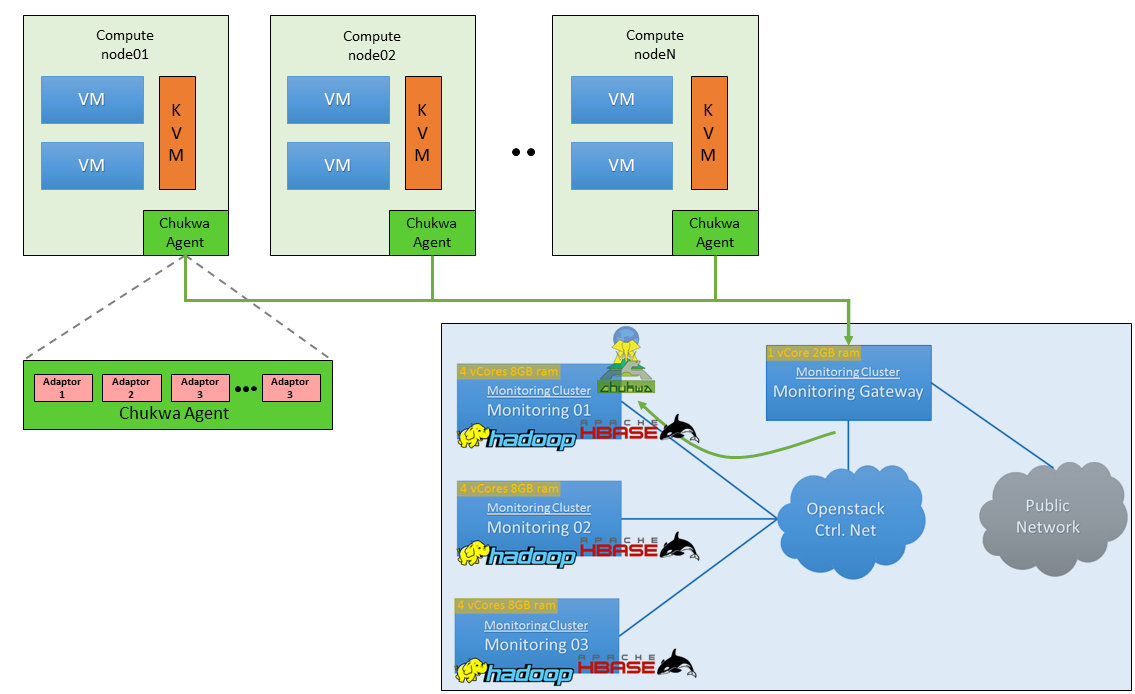 Compute
node01
VM
VM
K
V
M
Chukwa
Agent
Compute
node02
VM
VM
K
V
M
Chukwa
Agent
Compute
nodeN
VM
VM
K
V
M
Chukwa
Agent
Adaptor
1
Adaptor
2
Adaptor
3
Adaptor
3
Chukwa Agent
4 vCores 8GB ram
Monitoring Cluster
Monitoring 01
chukwa
hadoop
APACHE
HBASE
1 vCore 2GB ram
Monitoring Cluster
Monitoring Gateway
4 vCores 8GB ram
Monitoring Cluster
Monitoring 02
hadoop
APACHE
HBASE
Openstack
Ctrl. Net
Public
Network
4 vCores 8GB ram
Monitoring Cluster
Monitoring 03
hadoop
APACHE
HBASE